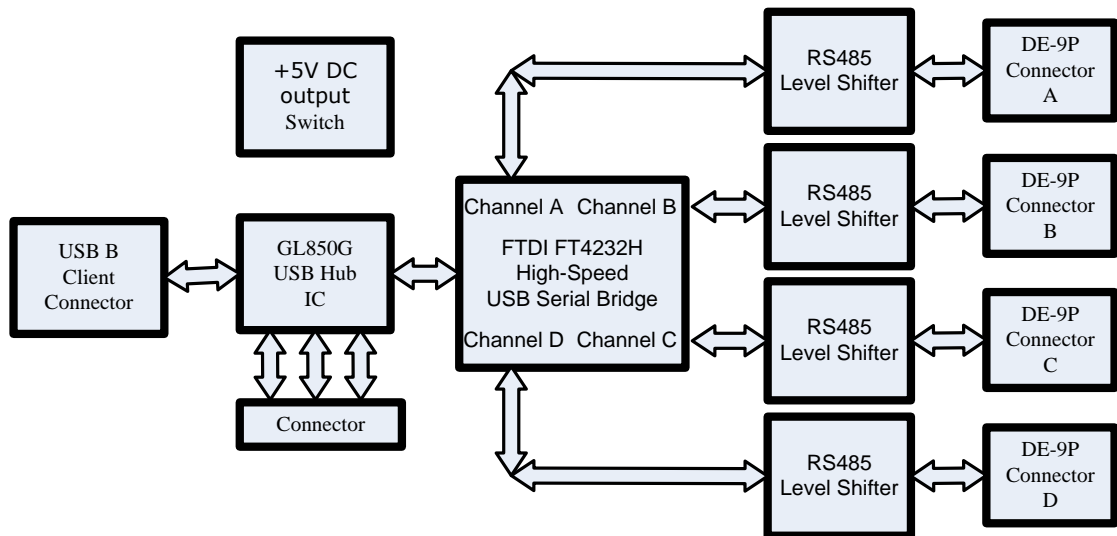 +5V DC
output
Switch
RS485
Level Shifter
DE-9P
Connector
A
RS485
Level Shifter
DE-9P
Connector
B
USB B
Client
Connector
GL850G
USB Hub
IC
Channel A Channel B
FTDI FT4232H
High-Speed
USB Serial Bridge
Channel D Channel C
RS485
Level Shifter
DE-9P
Connector
C
Connector
RS485
Level Shifter
DE-9P
Connector
D